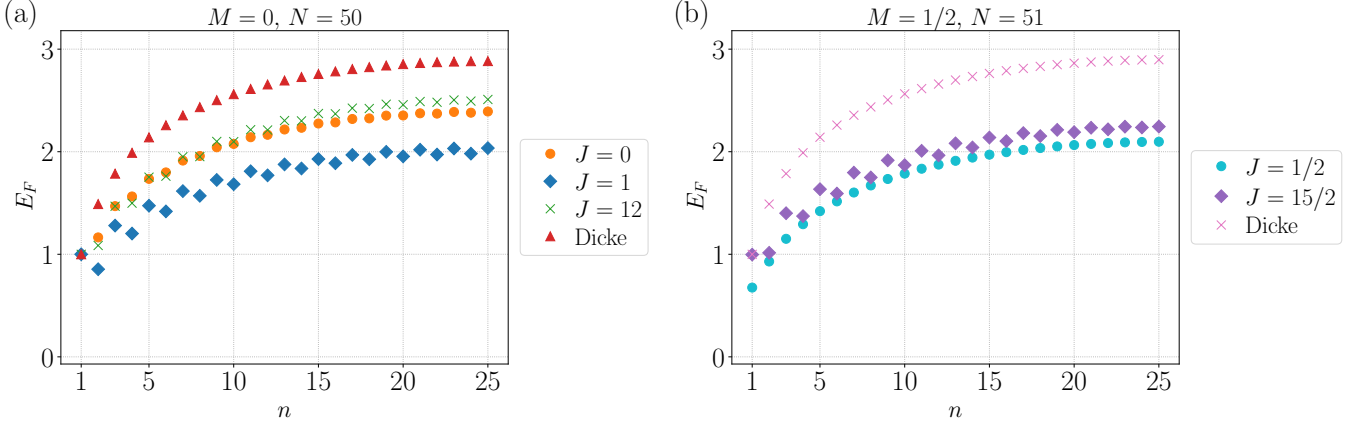 (a)
M = 0, N = 50
3
2
1
0
E_F
1 5 10 15 20 25
n
J = 0
J = 1
J = 12
Dicke
(b)
M = 1/2, N = 51
3
2
1
0
E_F
1 5 10 15 20 25
n
J = 1/2
J = 15/2
Dicke